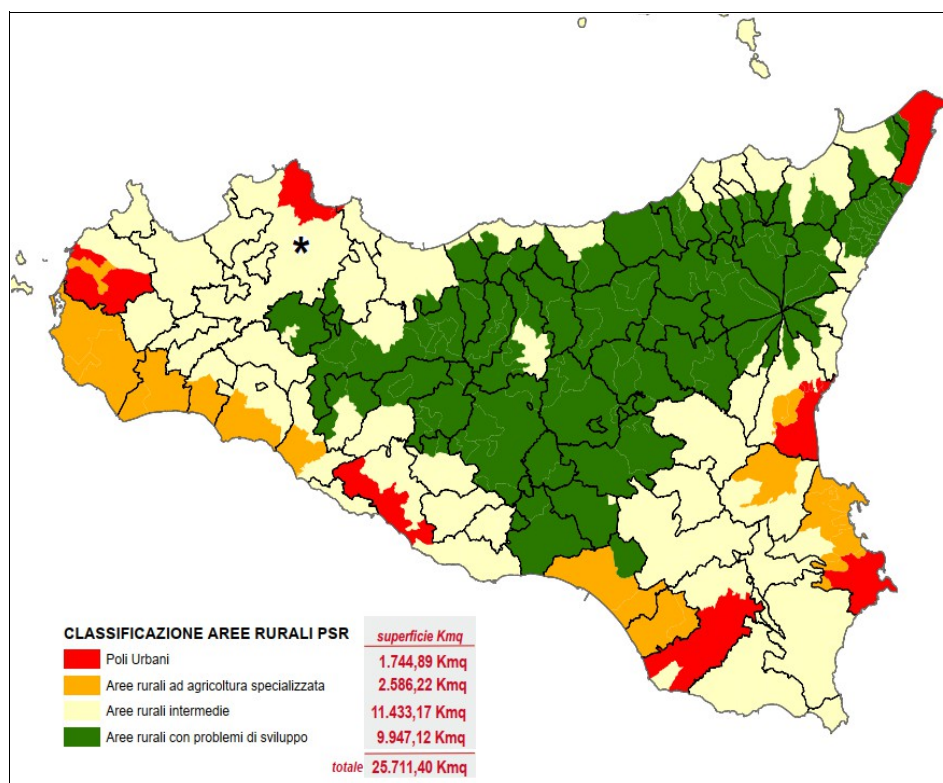 *
CLASSIFICAZIONE AREE RURALI PSR superficie Kmq
Poli Urbani 1.744,89 Kmq
Aree rurali ad agricoltura specializzata 2.586,22 Kmq
Aree rurali intermedie 11.433,17 Kmq
Aree rurali con problemi di sviluppo 9.947,12 Kmq
totale 25.711,40 Kmq